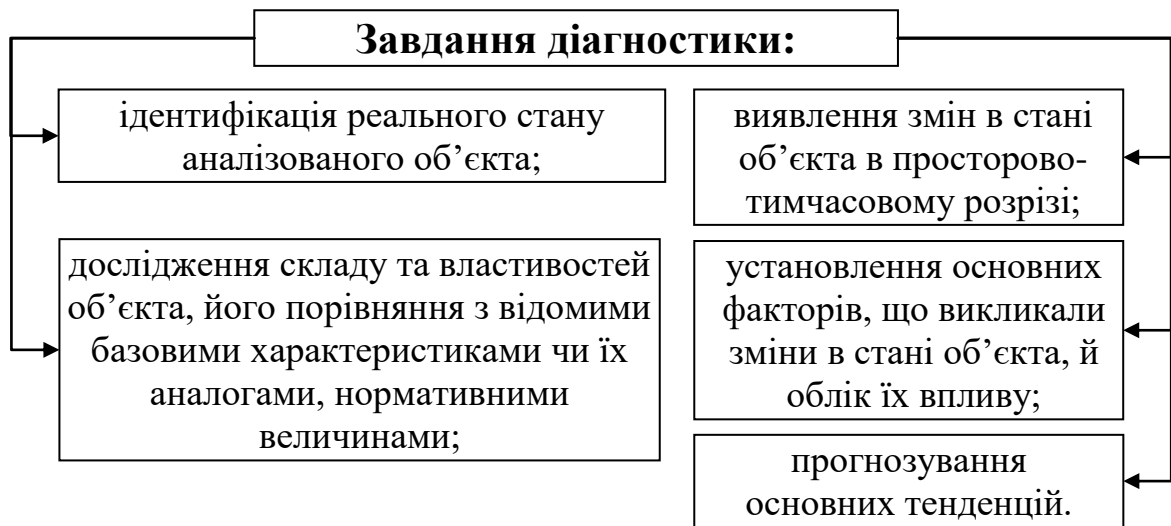 Завдання діагностики:
ідентифікація реального стану
аналізованого об’єкта;
дослідження складу та властивостей
об’єкта, його порівняння з відомими
базовими характеристиками чи їх
аналогами, нормативними
величинами;
виявлення змін в стані
об’єкта в просторово-
тимчасовому розрізі;
установлення основних
факторів, що викликали
зміни в стані об’єкта, й
облік їх впливу;
прогнозування
основних тенденцій.